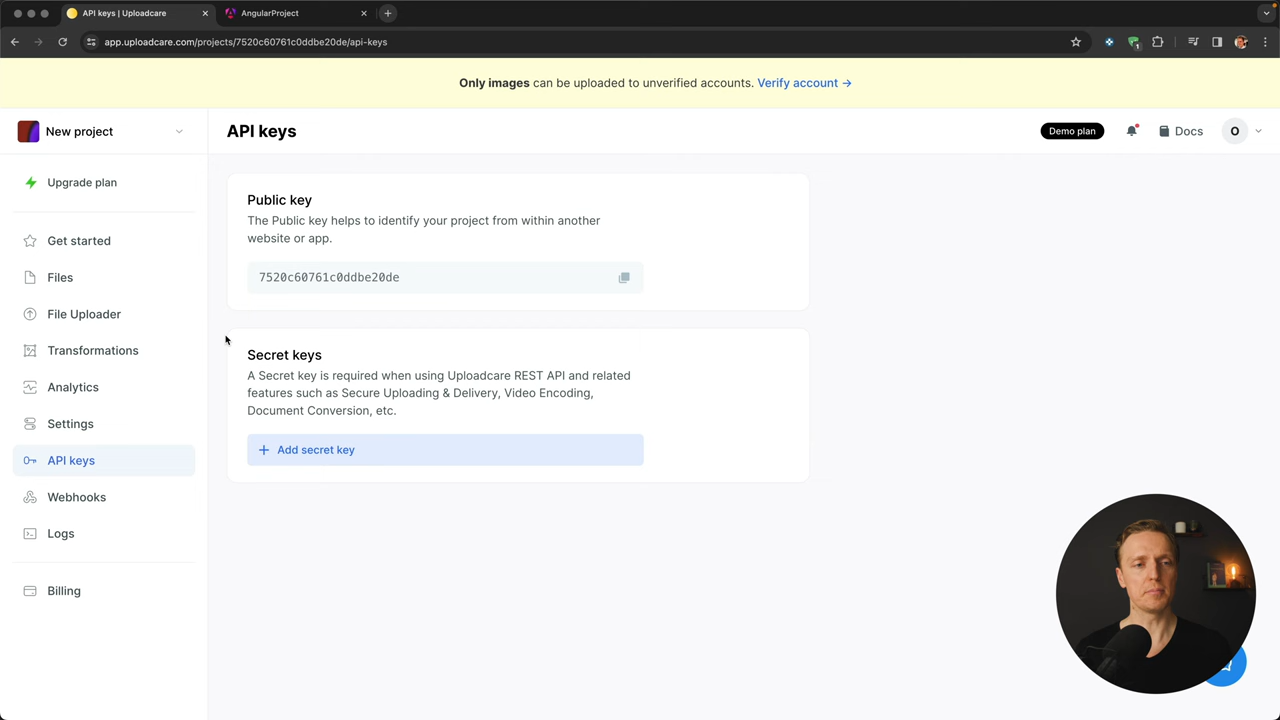 API keys | Uploadcare
AngularProject
app.uploadcare.com/projects/7520c60761c0ddbe20de/api-keys
1
Only images can be uploaded to unverified accounts. Verify account →
New project
API keys
Demo plan
Docs
O
Upgrade plan
Get started
Files
File Uploader
Transformations
Analytics
Settings
API keys
Webhooks
Logs
Billing
Public key
The Public key helps to identify your project from within another
website or app.
7520c60761c0ddbe20de
Secret keys
A Secret key is required when using Uploadcare REST API and related
features such as Secure Uploading & Delivery, Video Encoding,
Document Conversion, etc.
+ Add secret key